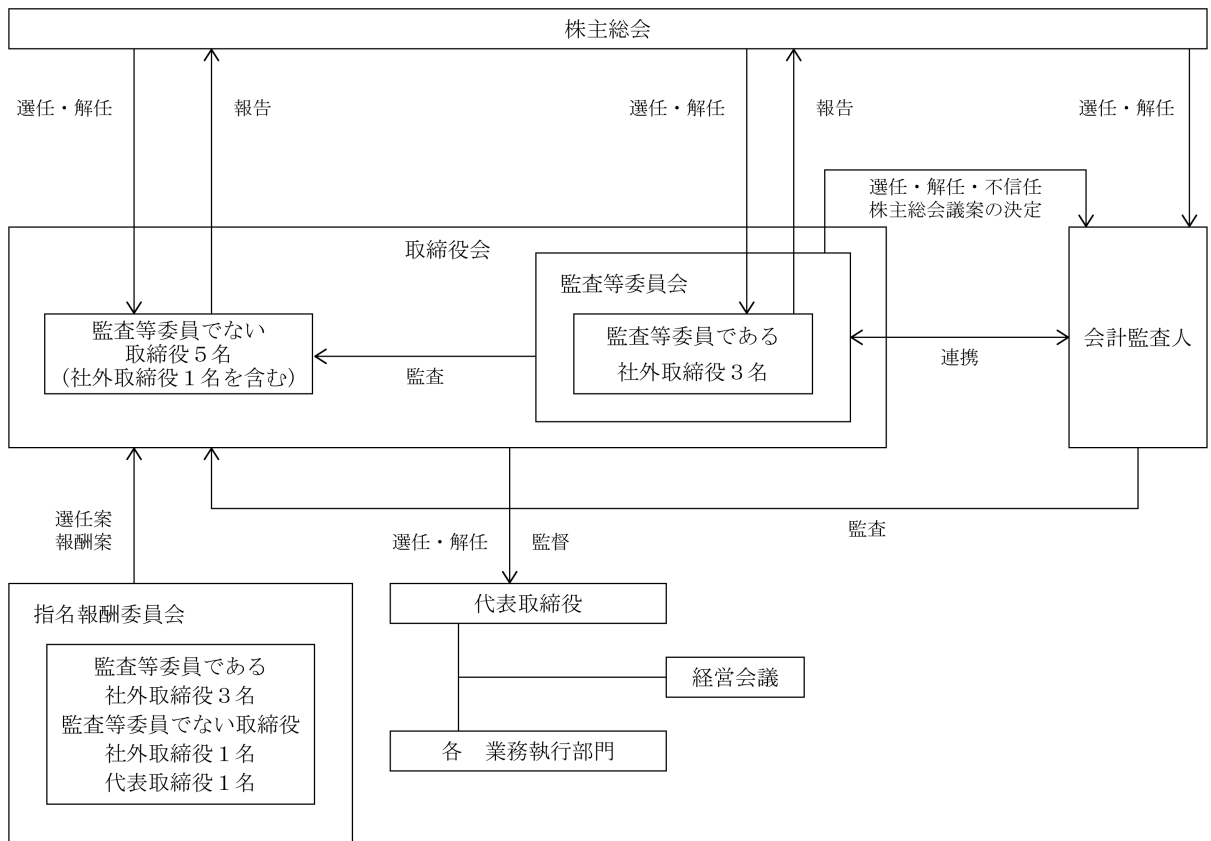 株主総会
選任・解任
報告
選任・解任
報告
選任・解任
選任・解任・不信任
株主総会議案の決定
取締役会
監査等委員会
監査等委員でない
取締役５名
（社外取締役１名を含む）
監査
監査等委員である
社外取締役３名
連携
会計監査人
選任案
報酬案
選任・解任
監督
監査
指名報酬委員会
監査等委員である
社外取締役３名
監査等委員でない取締役
社外取締役１名
代表取締役１名
代表取締役
経営会議
各　業務執行部門